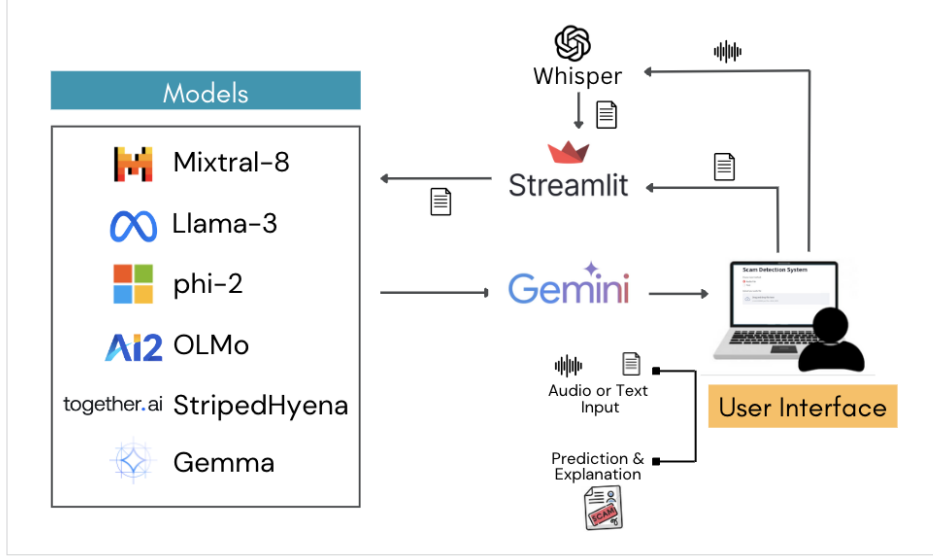 Models
Mixtral-8
Llama-3
phi-2
Ai2 OLMo
together.ai StripedHyena
Gemma
Whisper
Streamlit
Gemini
Scam Detection System
Audio or Text
Input
Prediction &
Explanation
SCAM
User Interface